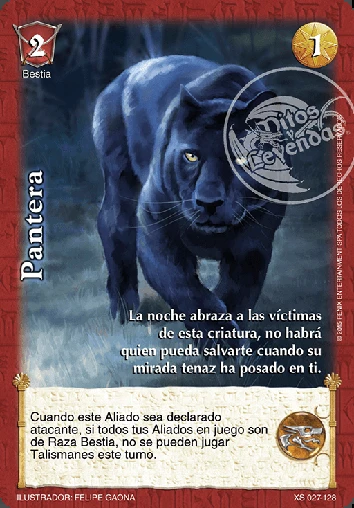 2
1
Bestia
Mitos y
Leyendas
Pantera
La noche abraza a las víctimas
de esta criatura, no habrá
quien pueda salvarte cuando su
mirada tenaz ha posado en ti.
Cuando este Aliado sea declarado
atacante, si todos tus Aliados en juego son
de Raza Bestia, no se pueden jugar
Talismanes este turno.
ILUSTRADOR: FELIPE GAONA
XS 027-128